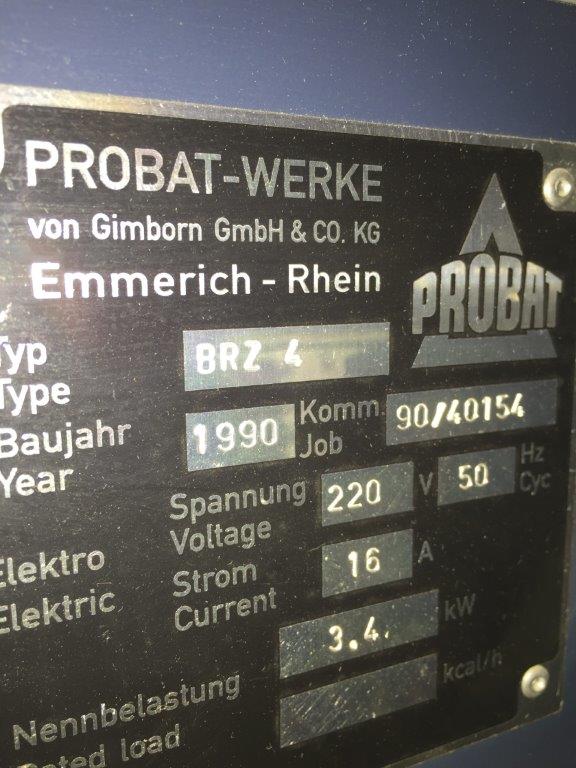 PROBAT-WERKE
von Gimborn GmbH & CO. KG
Emmerich - Rhein
PROBAT
Typ BRZ 4
Type
Baujahr 1990 Komm. 90/40154
Year Job
Spannung 220 V 50 Hz
Voltage Cyc
Elektro Strom 16 A
Elektric Current
3.4. kW
Nennbelastung kcal/h
Rated load